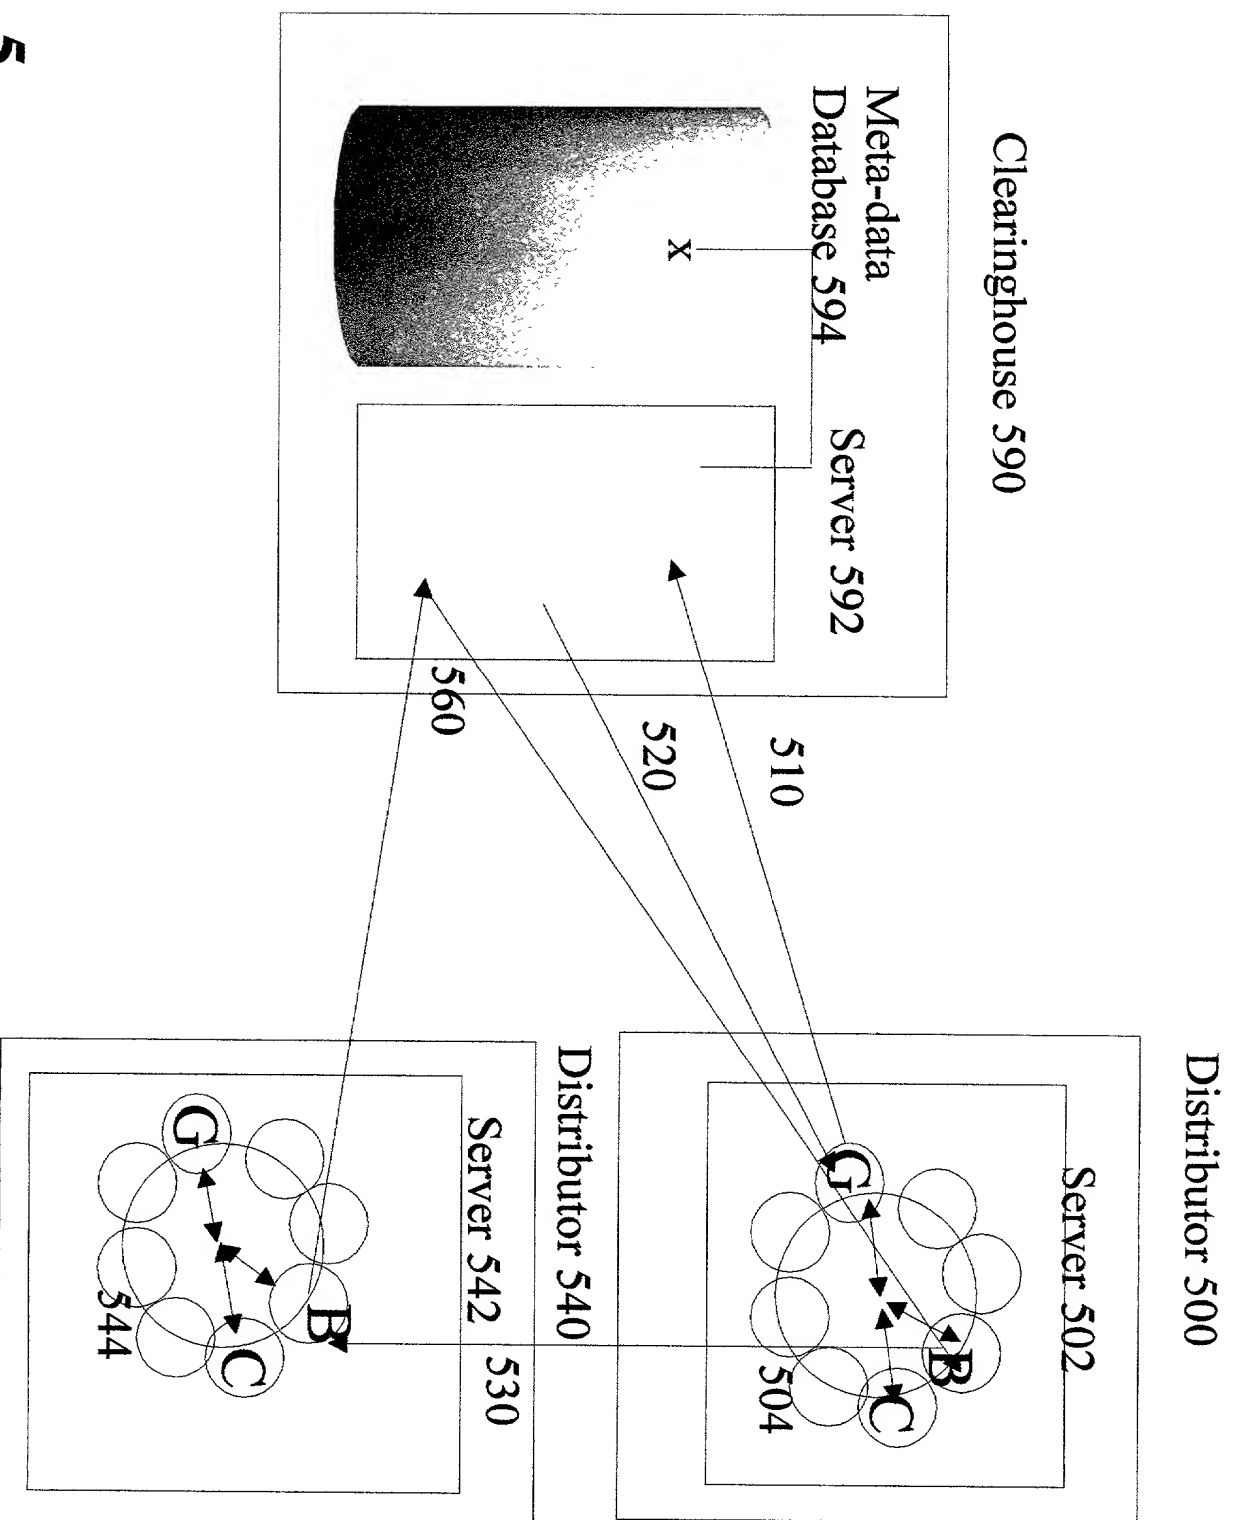 Clearinghouse 590
Meta-data
Database 594
x
Server 592
510
520
560
Distributor 500
Server 502
G
B
C
504
Distributor 540
530
Server 542
G
B
C
544
5